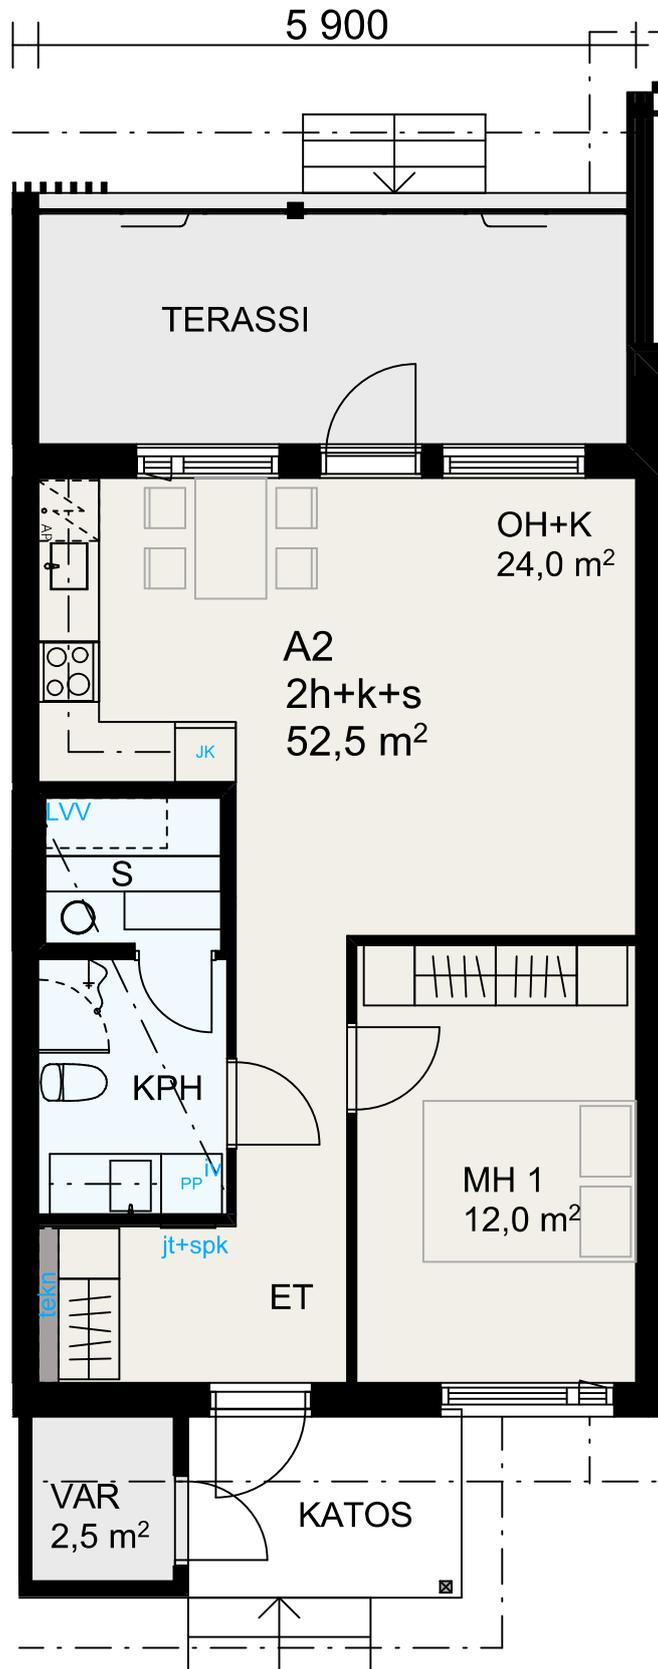 5 900
TERASSI
OH+K
24,0 m²
AP
A2
2h+k+s
52,5 m²
JK
LVV
S
KPH
iv
PP
MH 1
12,0 m²
jt+spk
tekn
ET
VAR
2,5 m²
KATOS